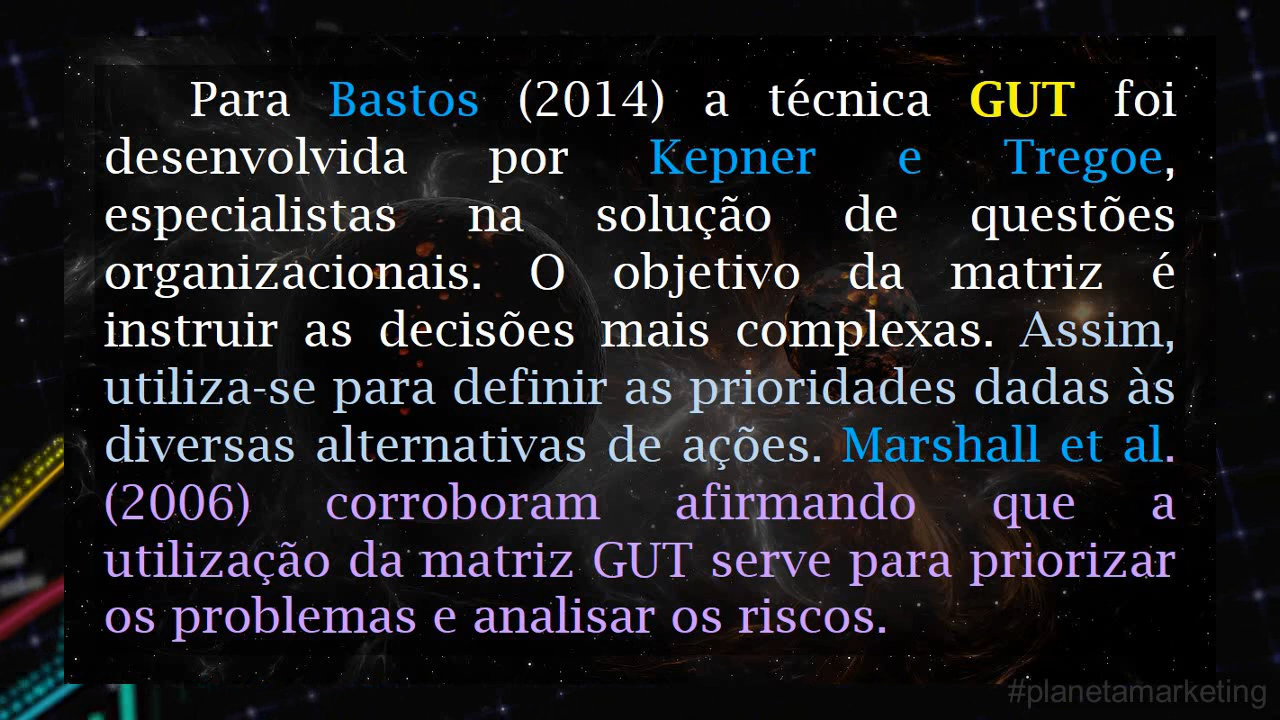 Para Bastos (2014) a técnica GUT foi
desenvolvida por Kepner e Tregoe,
especialistas na solução de questões
organizacionais. O objetivo da matriz é
instruir as decisões mais complexas. Assim,
utiliza-se para definir as prioridades dadas às
diversas alternativas de ações. Marshall et al.
(2006) corroboram afirmando que a
utilização da matriz GUT serve para priorizar
os problemas e analisar os riscos.
#planetamarketing